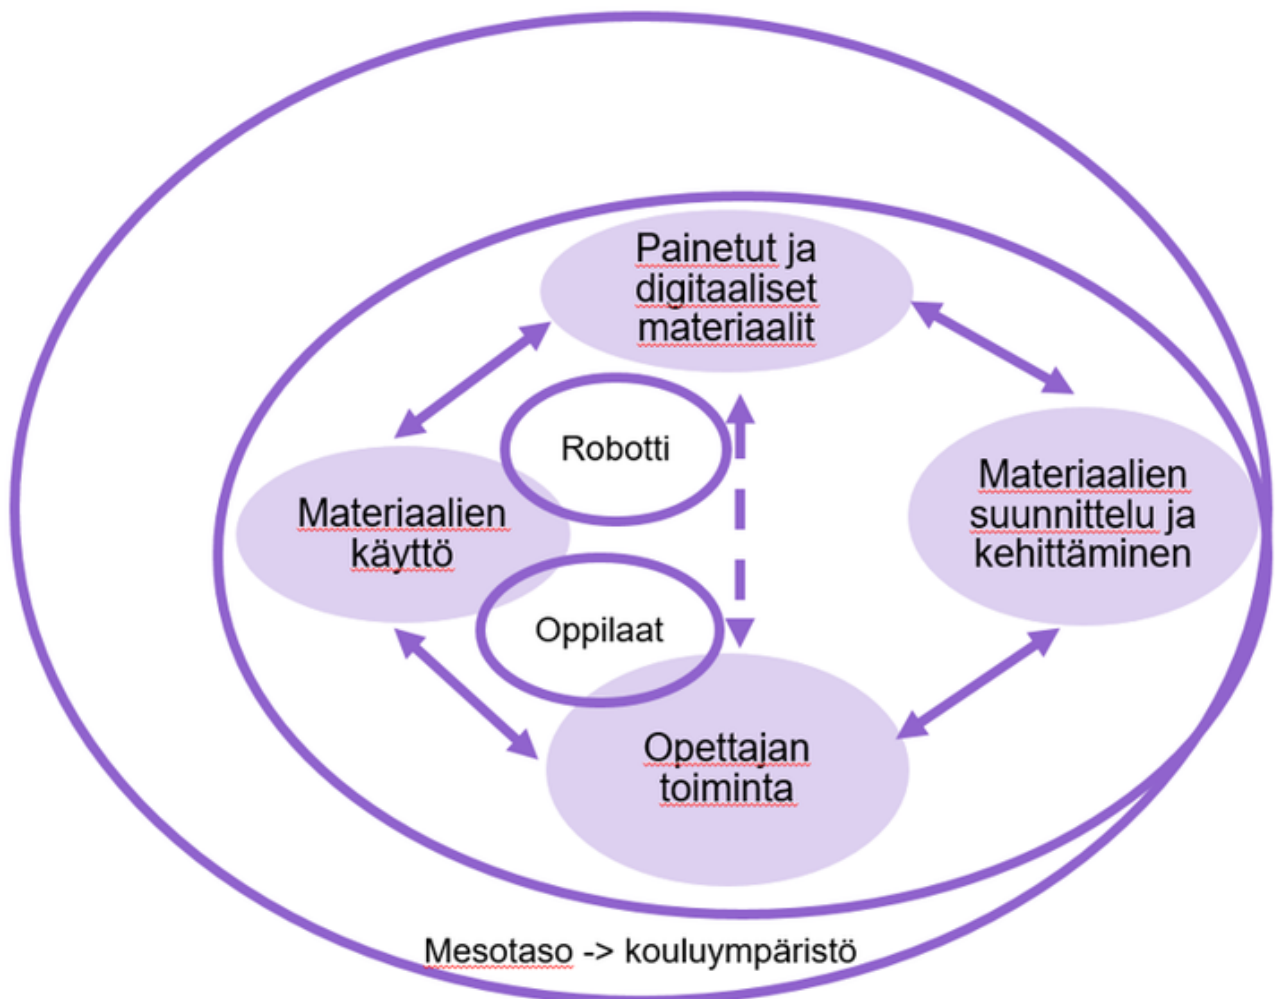 Painetut ja
digitaaliset
materiaalit
Robotti
Materiaalien
käyttö
Materiaalien
suunnittelu ja
kehittäminen
Oppilaat
Opettajan
toiminta
Mesotaso -> kouluympäristö